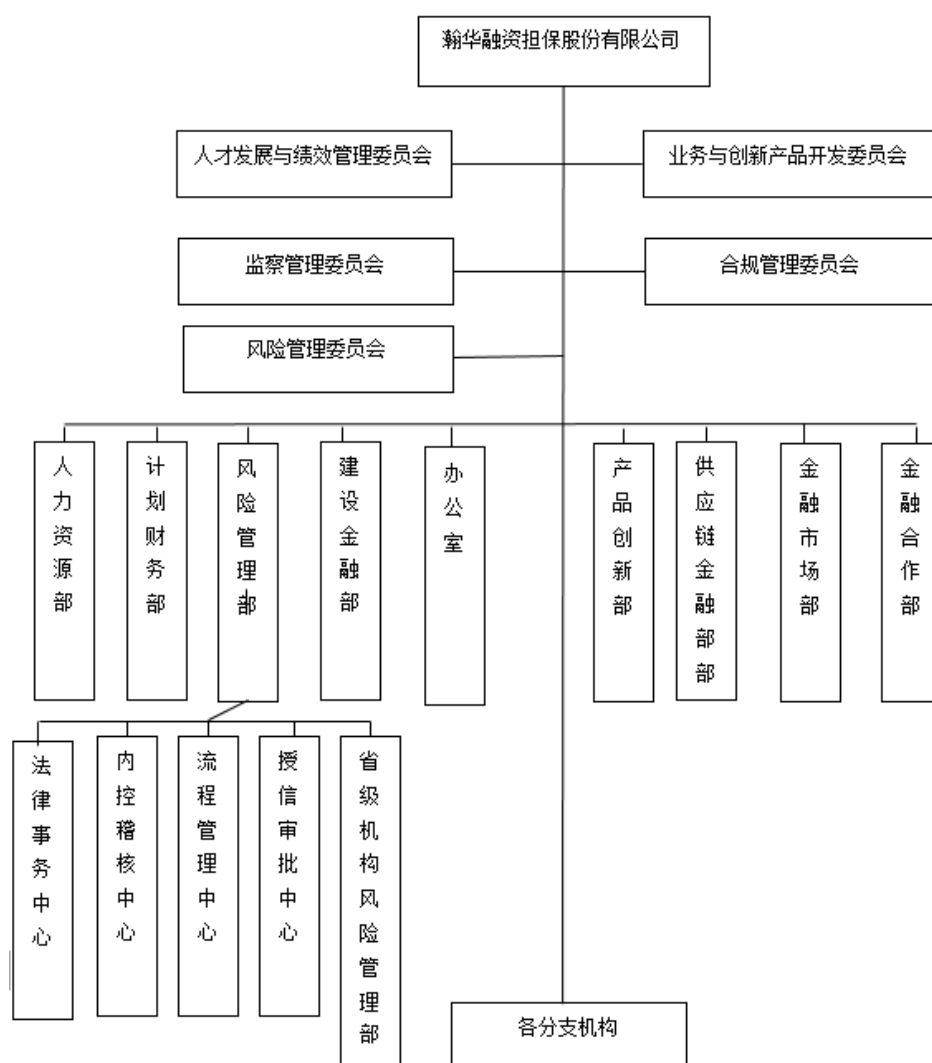 瀚华融资担保股份有限公司
人才发展与绩效管理委员会
业务与创新产品开发委员会
监察管理委员会
合规管理委员会
风险管理委员会
人力资源部
计划财务部
风险管理部
建设金融部
办公室
产品创新部
供应链金融部部
金融市场部
金融合作部
法律事务中心
内控稽核中心
流程管理中心
授信审批中心
省级机构风险管理部
各分支机构